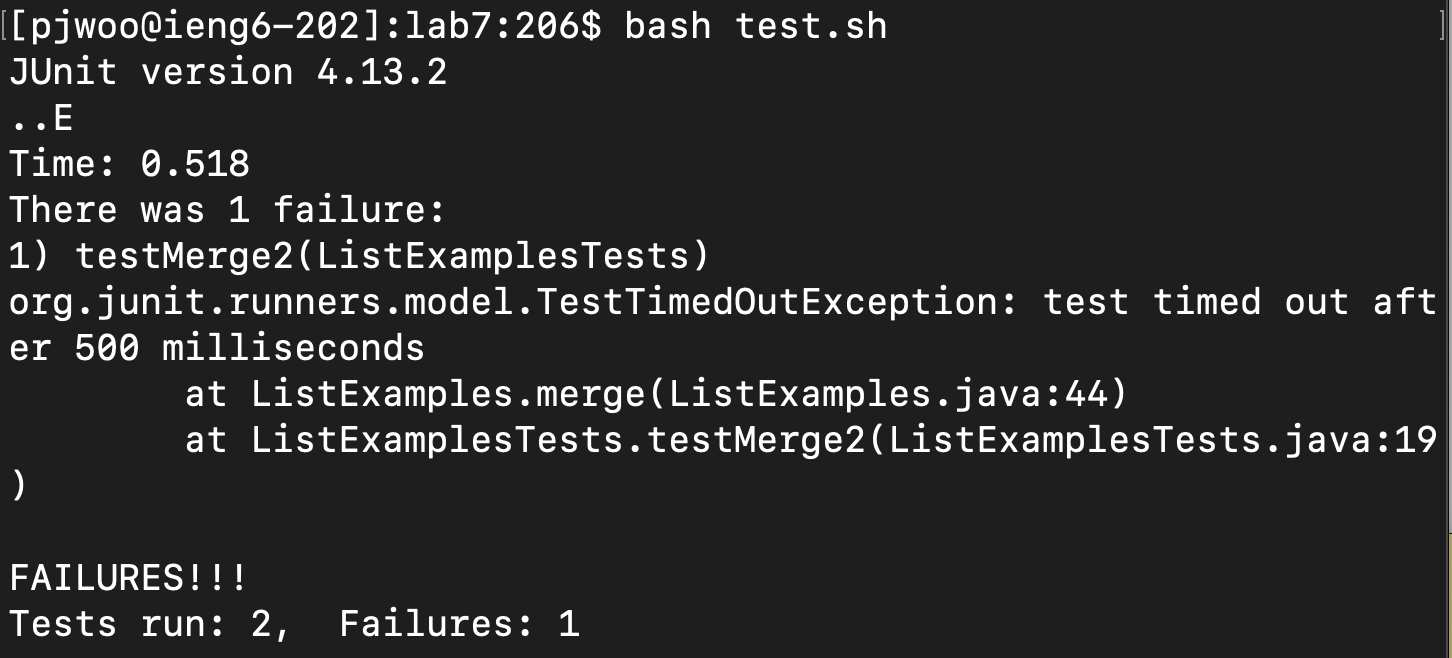 [[pjwoo@ieng6-202]:lab7:206$ bash test.sh ]
JUnit version 4.13.2
..E
Time: 0.518
There was 1 failure:
1) testMerge2(ListExamplesTests)
org.junit.runners.model.TestTimedOutException: test timed out aft
er 500 milliseconds
        at ListExamples.merge(ListExamples.java:44)
        at ListExamplesTests.testMerge2(ListExamplesTests.java:19
)

FAILURES!!!
Tests run: 2,  Failures: 1